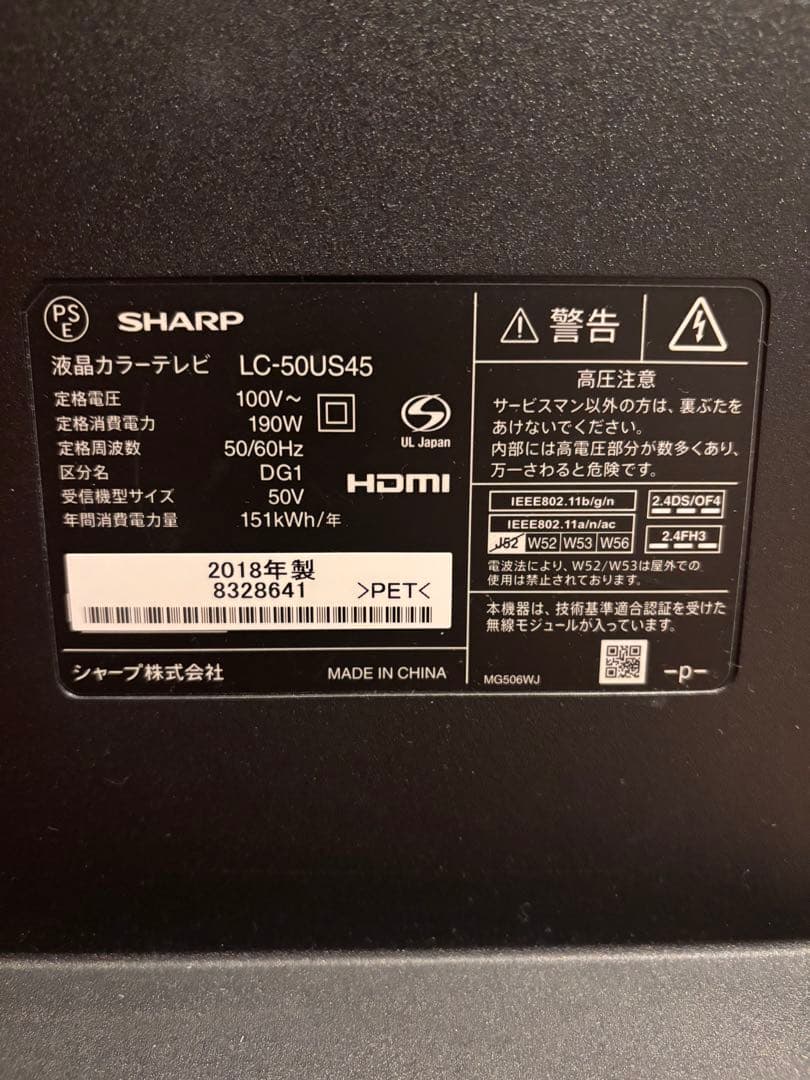 PS
E
SHARP
液晶カラーテレビ LC-50US45
定格電圧 100V～
定格消費電力 190W
定格周波数 50/60Hz
区分名 DG1
受信機型サイズ 50V
年間消費電力量 151kWh/年
UL Japan
HDMI
2018年製
8328641 >PET<
シャープ株式会社 MADE IN CHINA
警告
高圧注意
サービスマン以外の方は、裏ぶたを
あけないでください。
内部には高電圧部分が数多くあり、
万一さわると危険です。
IEEE802.11b/g/n
IEEE802.11a/n/ac
J52 W52 W53 W56
2.4DS/OF4
2.4FH3
電波法により、W52/W53は屋外での
使用は禁止されております。
本機器は、技術基準適合認証を受けた
無線モジュールが入っています。
MG506WJ -p-